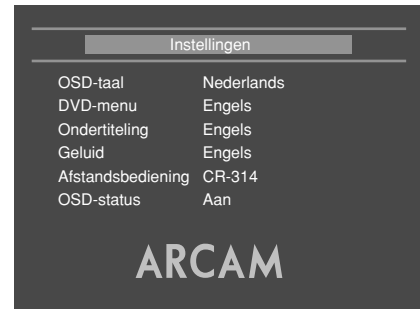 Instellingen
OSD-taal Nederlands
DVD-menu Engels
Ondertiteling Engels
Geluid Engels
Afstandsbediening CR-314
OSD-status Aan
ARCAM